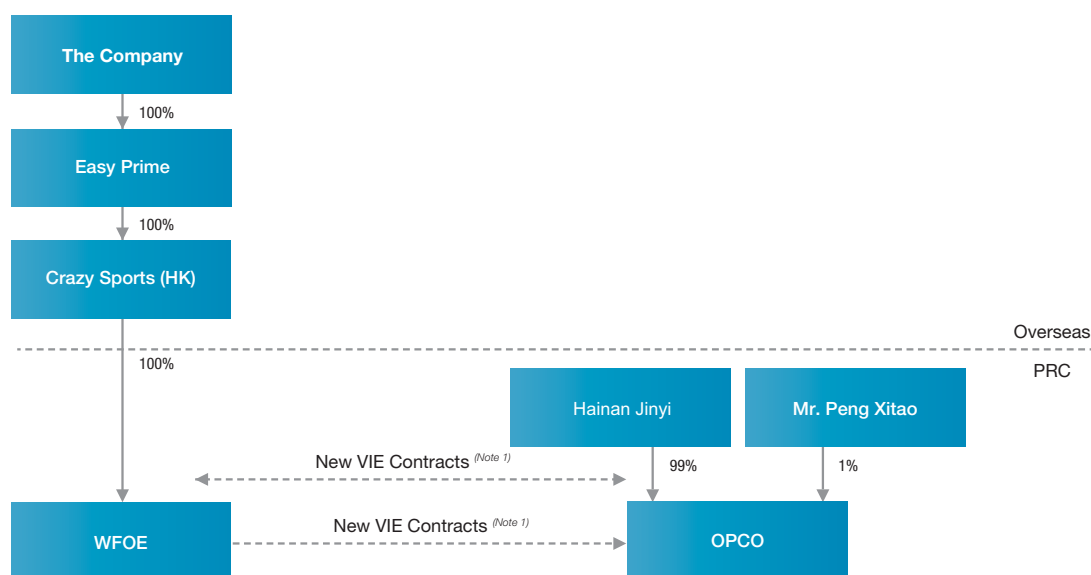 The Company
100%
Easy Prime
100%
Crazy Sports (HK)
Overseas
100%
PRC
Hainan Jinyi
Mr. Peng Xitao
New VIE Contracts (Note 1)
99%
1%
New VIE Contracts (Note 1)
WFOE
OPCO